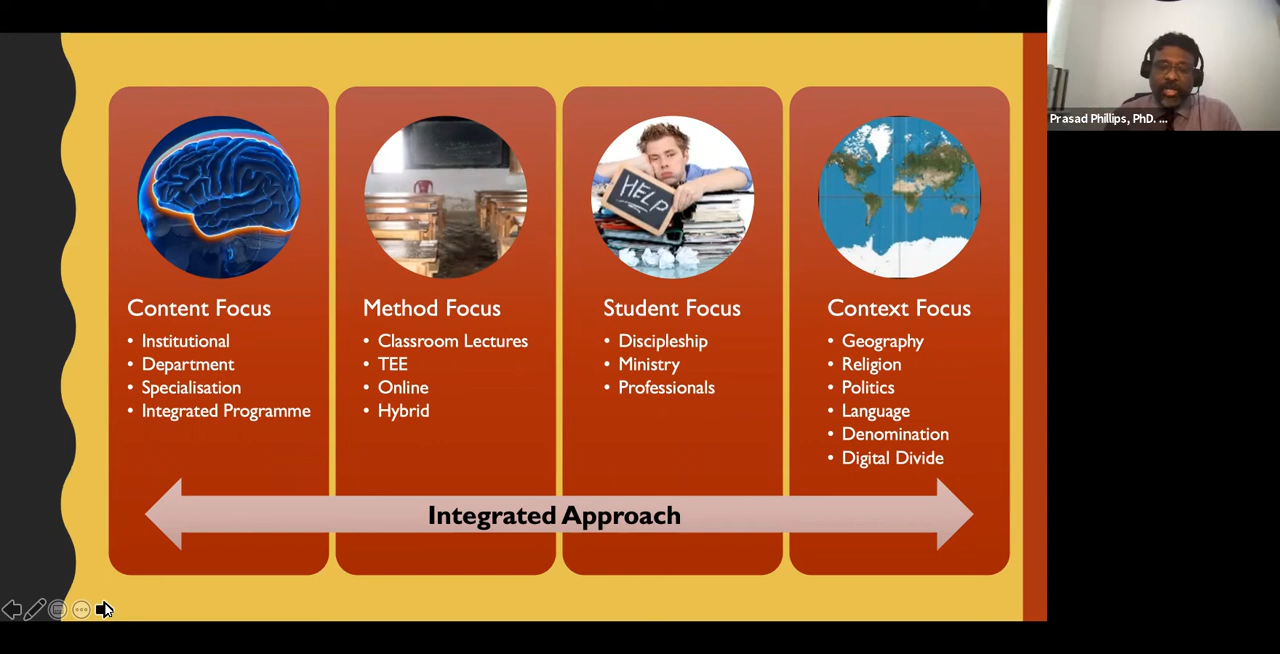 Prasad Phillips, PhD. ...
HELP
Content Focus
• Institutional
• Department
• Specialisation
• Integrated Programme
Method Focus
• Classroom Lectures
• TEE
• Online
• Hybrid
Student Focus
• Discipleship
• Ministry
• Professionals
Context Focus
• Geography
• Religion
• Politics
• Language
• Denomination
• Digital Divide
Integrated Approach